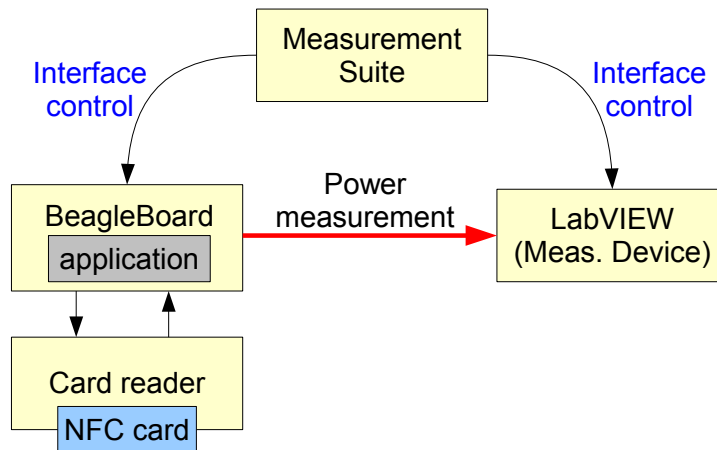 Measurement
Suite
Interface
control
Interface
control
BeagleBoard
application
Power
measurement
LabVIEW
(Meas. Device)
Card reader
NFC card